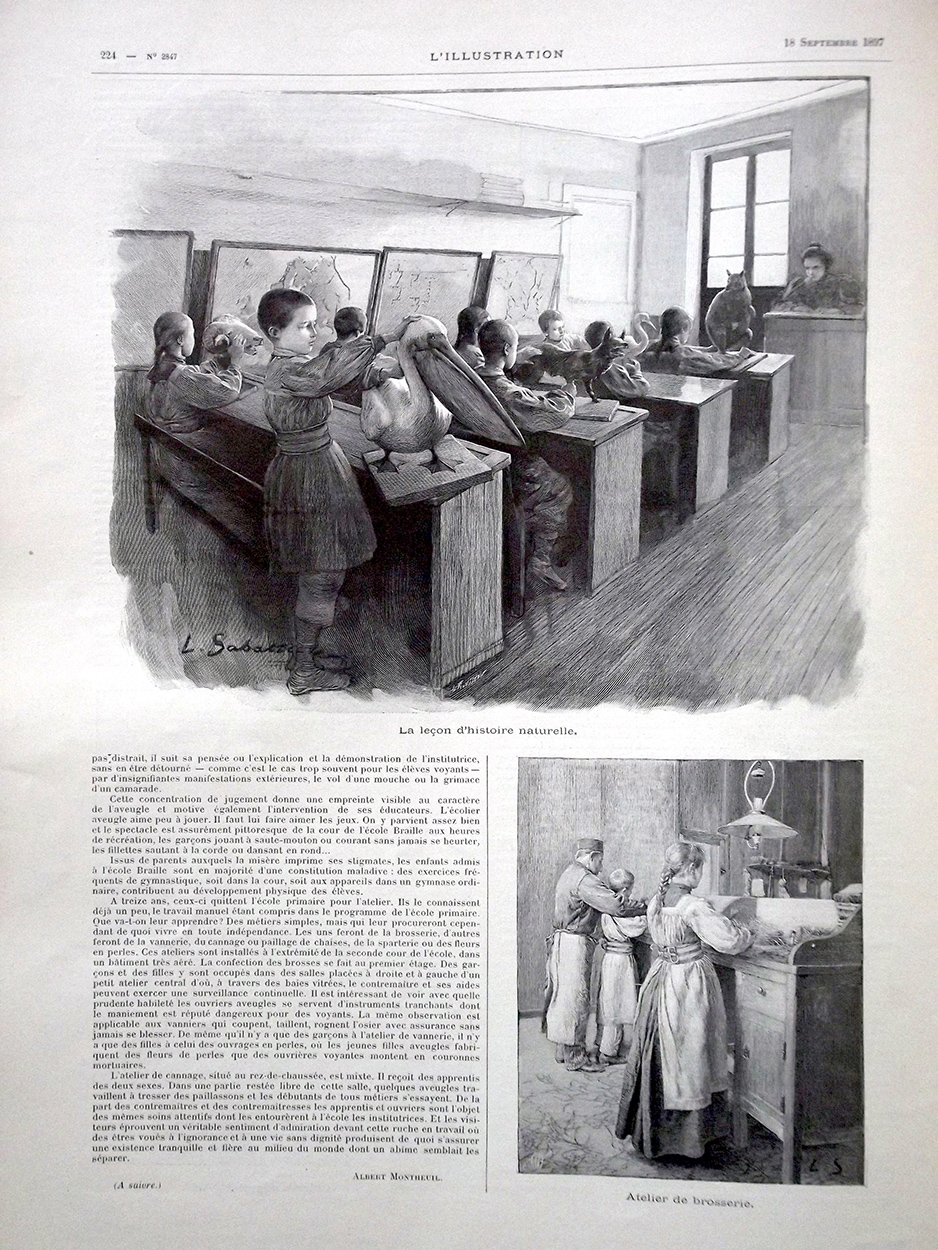 224 — N° 2847
L'ILLUSTRATION
18 SEPTEMBRE 1897
L. Sabat
La leçon d'histoire naturelle.
pas distrait, il suit sa pensée ou l'explication et la démonstration de l'institutrice,
sans en être détourné — comme c'est le cas trop souvent pour les élèves voyants —
par d'insignifiantes manifestations extérieures, le vol d'une mouche ou la grimace
d'un camarade.
Cette concentration de jugement donne une empreinte visible au caractère
de l'aveugle et motive également l'intervention de ses éducateurs. L'écolier
aveugle aime peu à jouer. Il faut lui faire aimer les jeux. On y parvient assez bien
et le spectacle est assurément pittoresque de la cour de l'école Braille aux heures
de récréation, les garçons jouant à saute-mouton ou courant sans jamais se heurter,
les fillettes sautant à la corde ou dansant en rond...
Issus de parents auxquels la misère imprime ses stigmates, les enfants admis
à l'école Braille sont en majorité d'une constitution maladive : des exercices fré-
quents de gymnastique, soit dans la cour, soit aux appareils dans un gymnase ordi-
naire, contribuent au développement physique des élèves.
A treize ans, ceux-ci quittent l'école primaire pour l'atelier. Ils le connaissent
déjà un peu, le travail manuel étant compris dans le programme de l'école primaire.
Que va-t-on leur apprendre? Des métiers simples, mais qui leur procureront cepen-
dant de quoi vivre en toute indépendance. Les uns feront de la brosserie, d'autres
feront de la vannerie, du cannage ou paillage de chaises, de la sparterie ou des fleurs
en perles. Ces ateliers sont installés à l'extrémité de la seconde cour de l'école, dans
un bâtiment très aéré. La confection des brosses se fait au premier étage. Des gar-
çons et des filles y sont occupés dans des salles placées à droite et à gauche d'un
petit atelier central d'où, à travers des baies vitrées, le contremaître et ses aides
peuvent exercer une surveillance continuelle. Il est intéressant de voir avec quelle
prudente habileté les ouvriers aveugles se servent d'instruments tranchants dont
le maniement est réputé dangereux pour des voyants. La même observation est
applicable aux vanniers qui coupent, taillent, rognent l'osier avec assurance sans
jamais se blesser. De même qu'il n'y a que des garçons à l'atelier de vannerie, il n'y
a que des filles à celui des ouvrages en perles, où les jeunes filles aveugles fabri-
quent des fleurs de perles que des ouvrières voyantes montent en couronnes
mortuaires.
L'atelier de cannage, situé au rez-de-chaussée, est mixte. Il reçoit des apprentis
des deux sexes. Dans une partie restée libre de cette salle, quelques aveugles tra-
vaillent à tresser des paillassons et les débutants de tous métiers s'essayent. De la
part des contremaîtres et des contremaîtresses les apprentis et ouvriers sont l'objet
des mêmes soins attentifs dont les entourèrent à l'école les institutrices. Et les visi-
teurs éprouvent un véritable sentiment d'admiration devant cette ruche en travail où
des êtres voués à l'ignorance et à une vie sans dignité produisent de quoi s'assurer
une existence tranquille et fière au milieu du monde dont un abîme semblait les
séparer.
ALBERT MONTHEUIL.
(A suivre.)
L S
Atelier de brosserie.